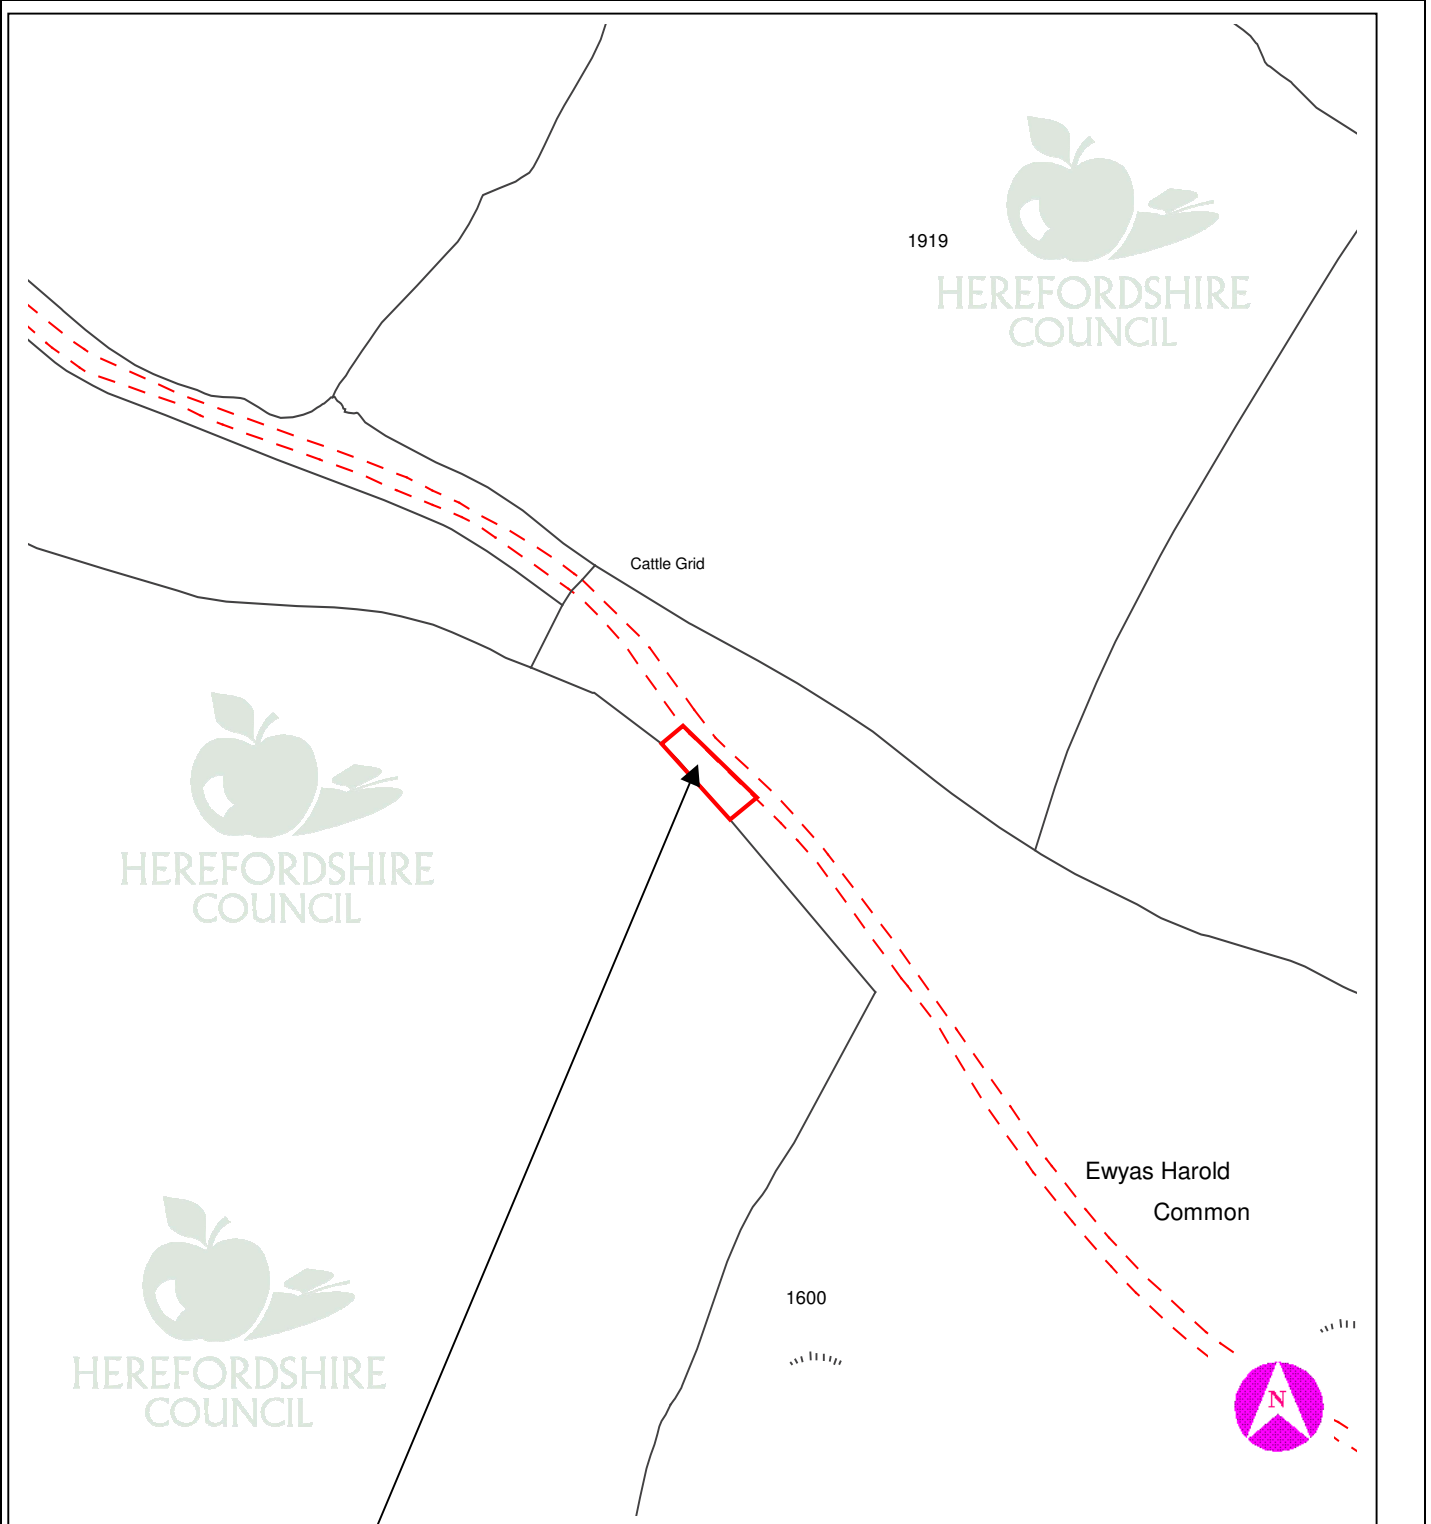 1919
HEREFORDSHIRE
COUNCIL
Cattle Grid
HEREFORDSHIRE
COUNCIL
Ewyas Harold
Common
1600
HEREFORDSHIRE
COUNCIL
N